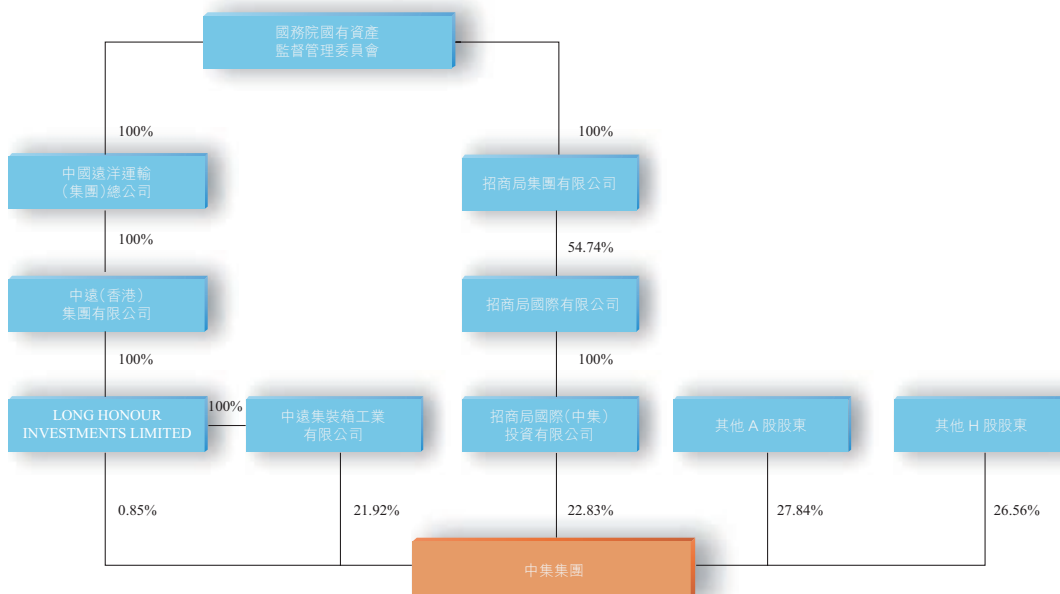 國務院國有資產
監督管理委員會
100%
100%
中國遠洋運輸
(集團)總公司
招商局集團有限公司
100%
54.74%
中遠(香港)
集團有限公司
招商局國際有限公司
100%
100%
LONG HONOUR
INVESTMENTS LIMITED
100%
中遠集裝箱工業
有限公司
招商局國際(中集)
投資有限公司
其他 A 股股東
其他 H 股股東
0.85%
21.92%
22.83%
27.84%
26.56%
中集集團